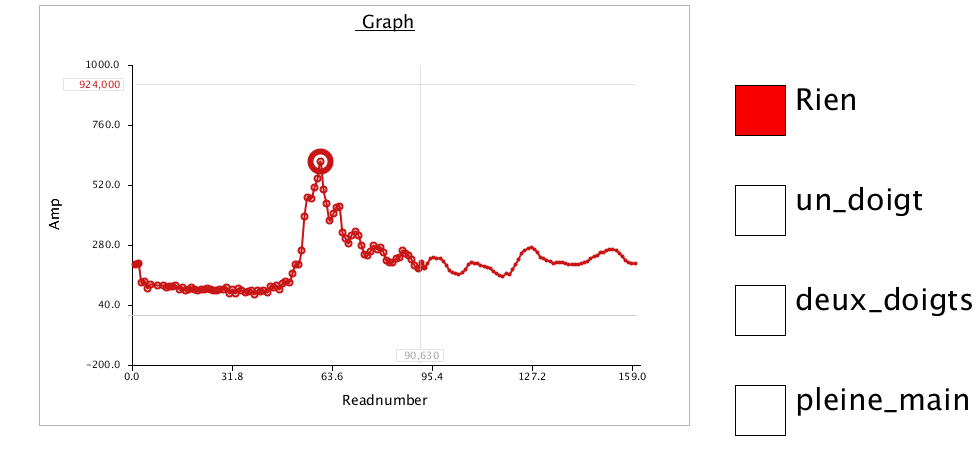 Graph
1000.0
924,000
760.0
520.0
Amp
280.0
40.0
90,630
-200.0
0.0 31.8 63.6 95.4 127.2 159.0
Readnumber
Rien
un_doigt
deux_doigts
pleine_main